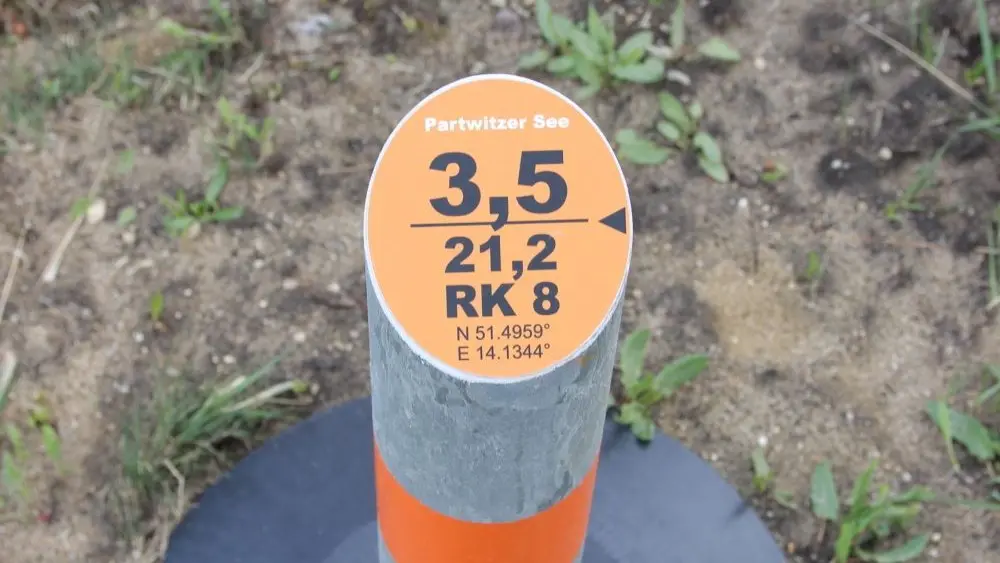 Partwitzer See
3,5
21,2
RK 8
N 51.4959°
E 14.1344°